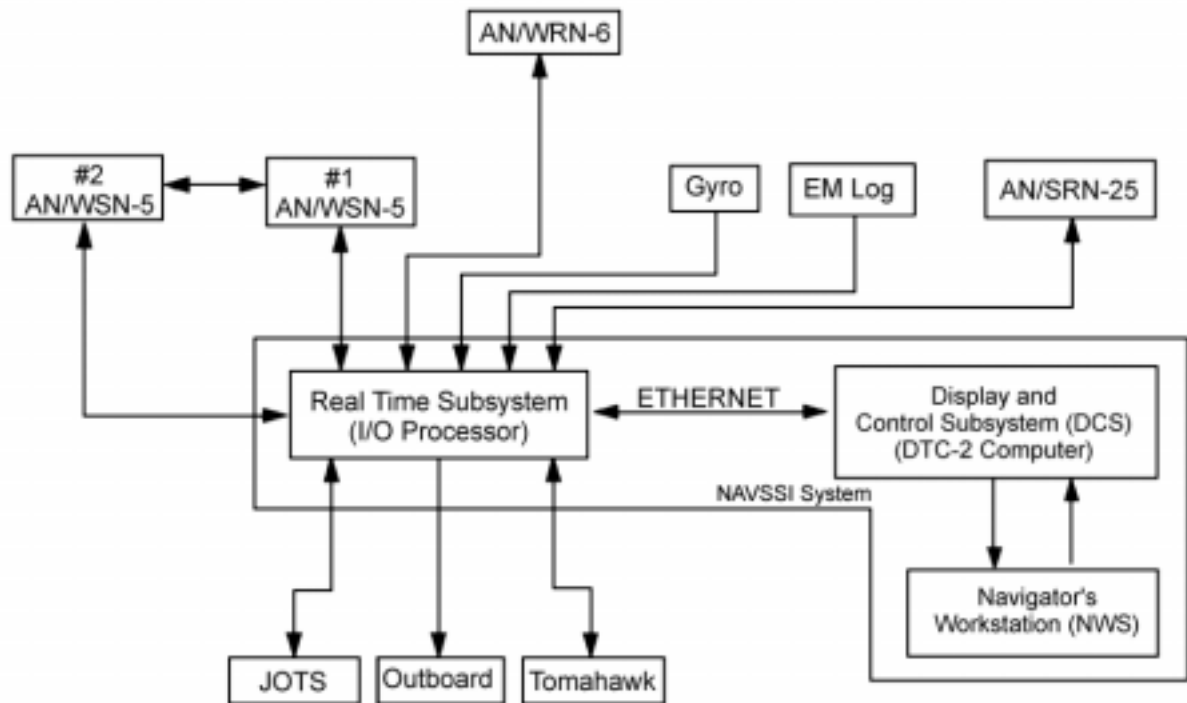 AN/WRN-6
#2
AN/WSN-5
#1
AN/WSN-5
Gyro
EM Log
AN/SRN-25
Real Time Subsystem
(I/O Processor)
ETHERNET
Display and
Control Subsystem (DCS)
(DTC-2 Computer)
NAVSSI System
Navigator's
Workstation (NWS)
JOTS
Outboard
Tomahawk